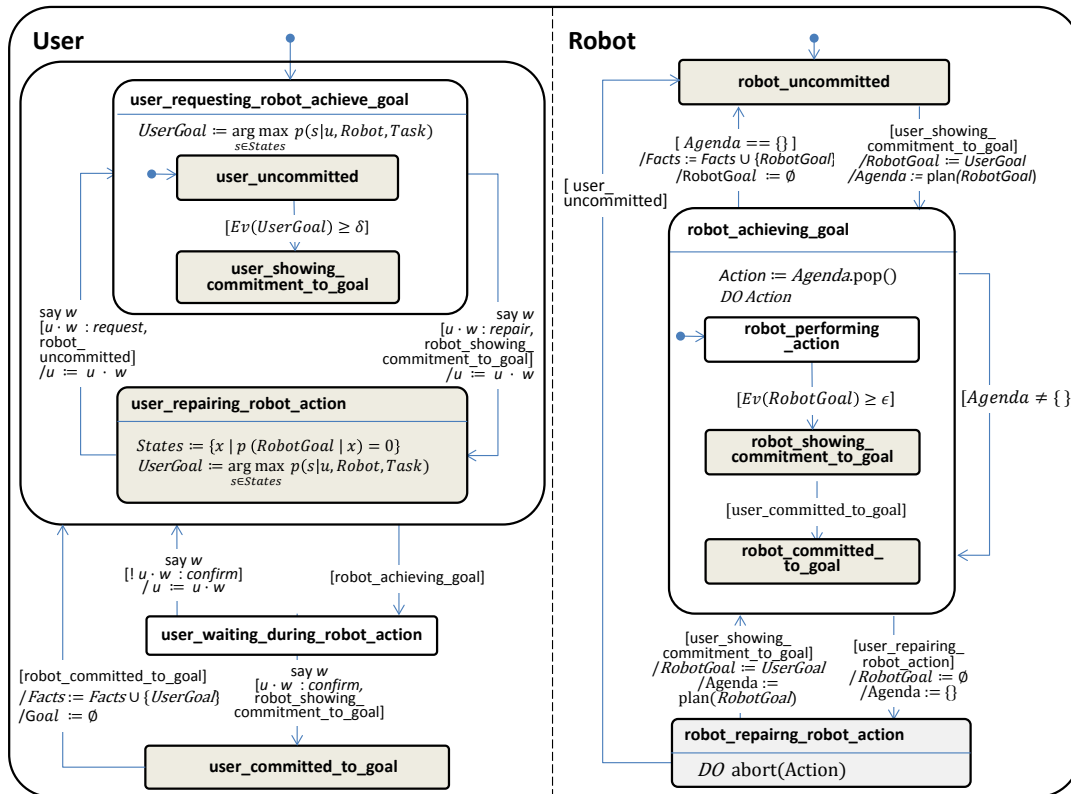 User
user_requesting_robot_achieve_goal
UserGoal ≔ arg max p(s|u, Robot, Task)
s∈States
user_uncommitted
[Ev(UserGoal) ≥ δ]
user_showing_
commitment_to_goal
say w
[u · w : request,
robot_
uncommitted]
/u := u · w
say w
[u · w : repair,
robot_showing_
commitment_to_goal]
/u := u · w
user_repairing_robot_action
States ≔ {x | p (RobotGoal | x) = 0}
UserGoal ≔ arg max p(s|u, Robot, Task)
s∈States
say w
[! u · w : confirm]
/ u := u · w
[robot_achieving_goal]
user_waiting_during_robot_action
[robot_committed_to_goal]
/Facts := Facts ∪ {UserGoal}
/Goal ≔ ∅
say w
[u · w : confirm,
robot_showing_
commitment_to_goal]
user_committed_to_goal
Robot
robot_uncommitted
[ user_
uncommitted]
[ Agenda == {} ]
/Facts := Facts ∪ {RobotGoal}
/RobotGoal ≔ ∅
[user_showing_
commitment_to_goal]
/RobotGoal ≔ UserGoal
/Agenda := plan(RobotGoal)
robot_achieving_goal
Action ≔ Agenda.pop()
DO Action
robot_performing
_action
[Ev(RobotGoal) ≥ ϵ]
[Agenda ≠ { }]
robot_showing_
commitment_to_goal
[user_committed_to_goal]
robot_committed_
to_goal
[user_showing_
commitment_to_goal]
/RobotGoal ≔ UserGoal
/Agenda :=
plan(RobotGoal)
[user_repairing_
robot_action]
/RobotGoal ≔ ∅
/Agenda := {}
robot_repairng_robot_action
DO abort(Action)